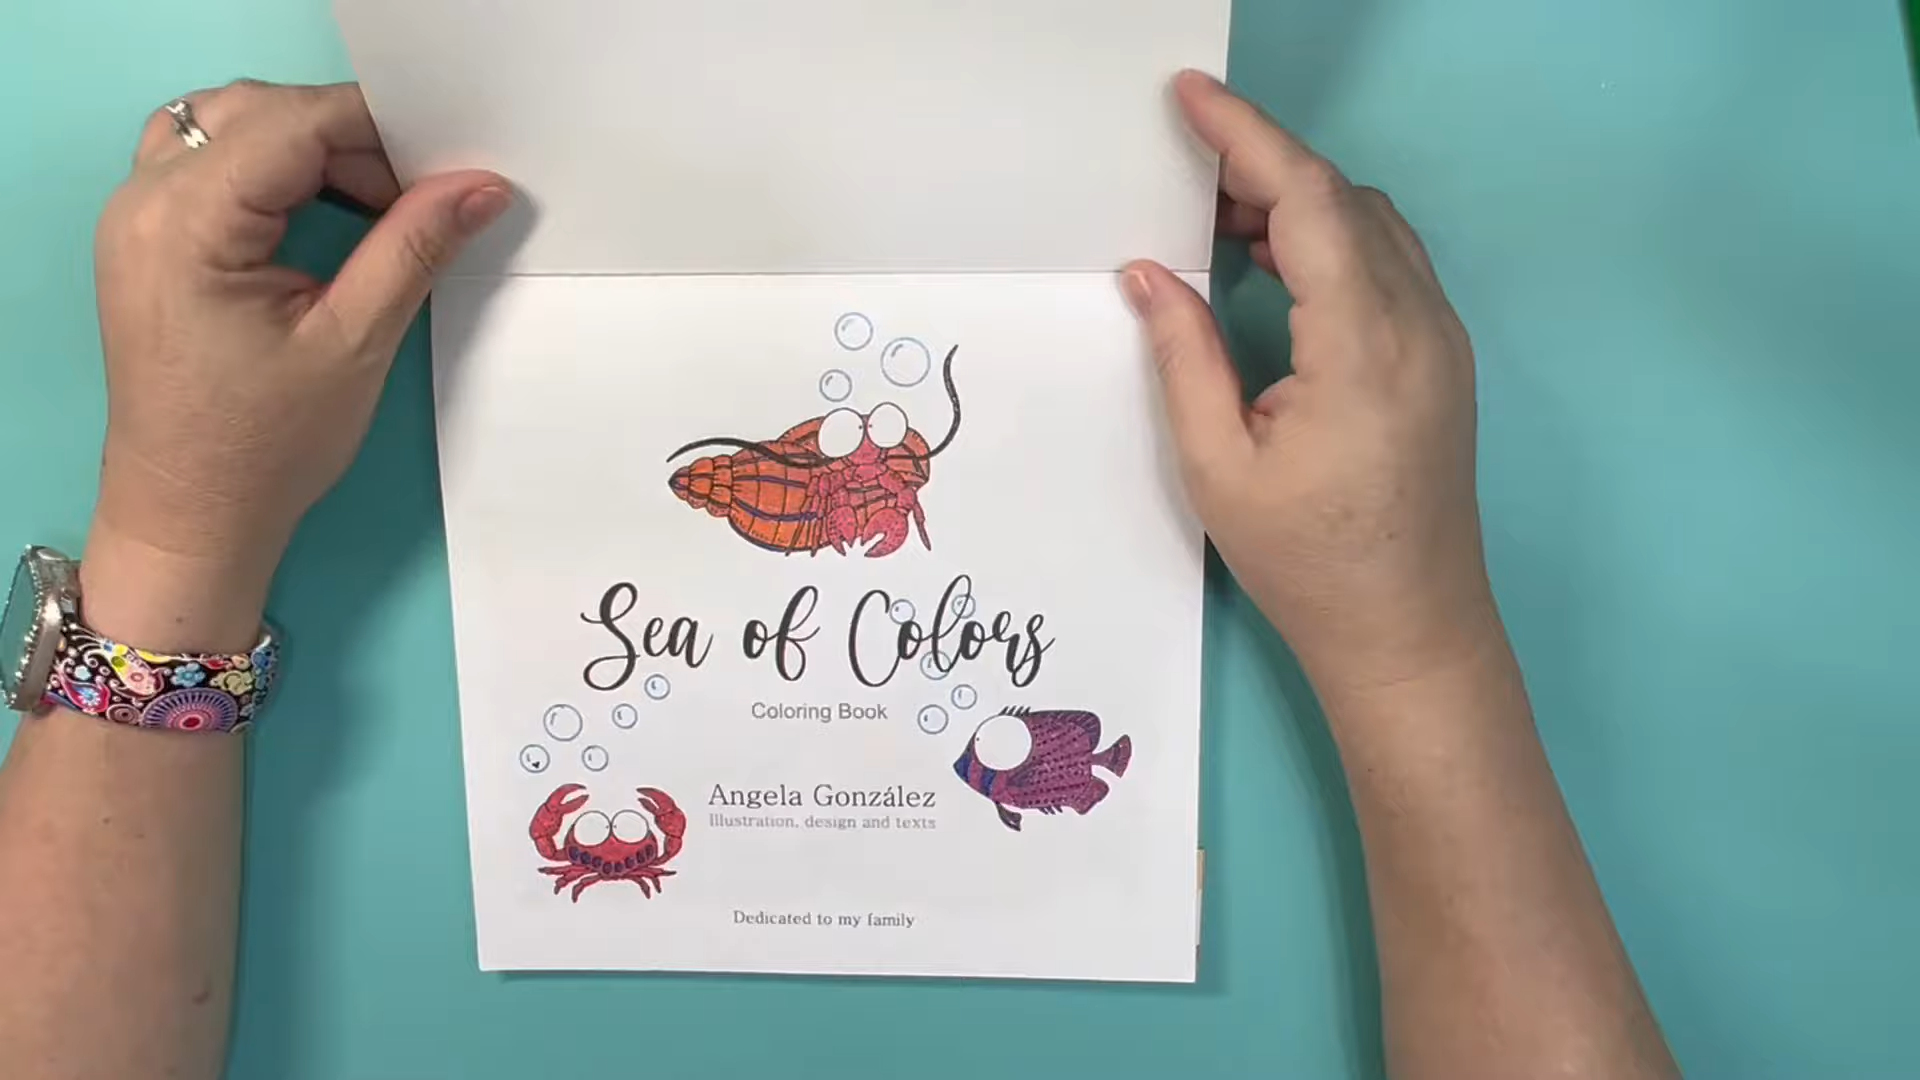 Sea of Colors
Coloring Book
Angela González
Illustration, design and texts
Dedicated to my family